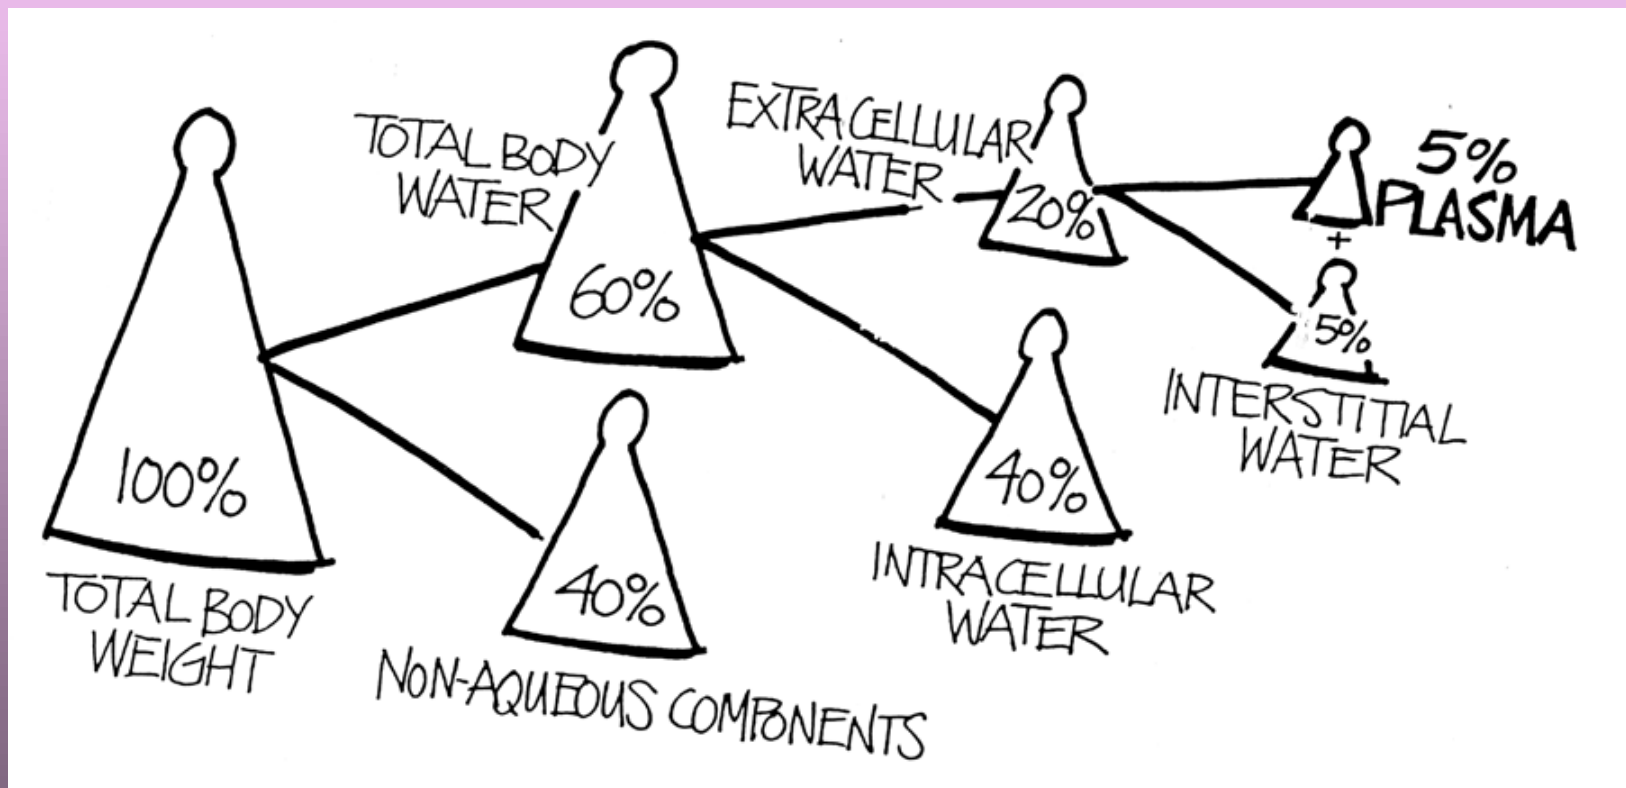 100%
TOTAL BODY
WEIGHT
TOTAL BODY
WATER
60%
40%
NON-AQUEOUS COMPONENTS
EXTRACELLULAR
WATER
20%
40%
INTRACELLULAR
WATER
5%
PLASMA
+
5%
INTERSTITIAL
WATER